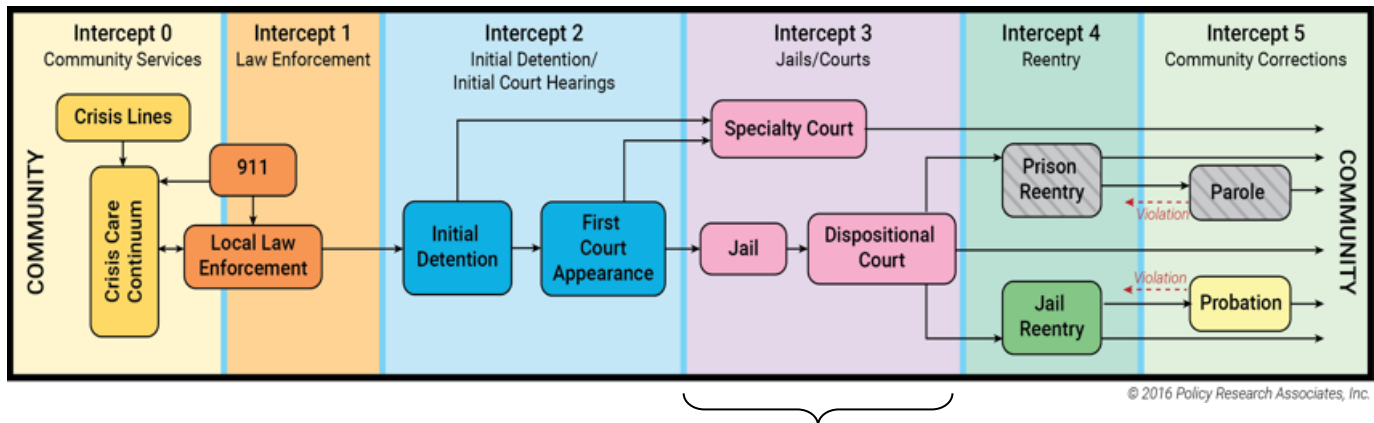 Intercept 0
Community Services
Intercept 1
Law Enforcement
Intercept 2
Initial Detention/
Initial Court Hearings
Intercept 3
Jails/Courts
Intercept 4
Reentry
Intercept 5
Community Corrections
COMMUNITY
Crisis Lines
Crisis Care
Continuum
911
Local Law
Enforcement
Initial
Detention
First
Court
Appearance
Specialty Court
Jail
Dispositional
Court
Prison
Reentry
Parole
Violation
Jail
Reentry
Violation
Probation
COMMUNITY
© 2016 Policy Research Associates, Inc.